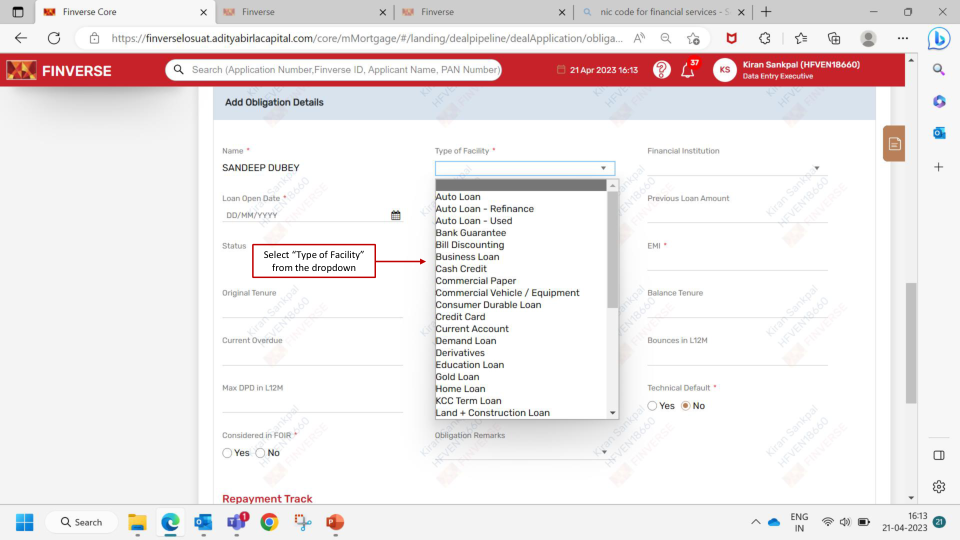 Finverse Core
Finverse
Finverse
nic code for financial services - S
https://finverselosuat.adityabirlacapital.com/core/mMortgage/#/landing/dealpipeline/dealApplication/obliga...
FINVERSE
Search (Application Number,Finverse ID, Applicant Name, PAN Number)
21 Apr 2023 16:13
37
KS
Kiran Sankpal (HFVEN18660)
Data Entry Executive
Add Obligation Details
Name *
Type of Facility *
Financial Institution
SANDEEP DUBEY
Loan Open Date *
Previous Loan Amount
DD/MM/YYYY
Status
EMI *
Select “Type of Facility”
from the dropdown
Auto Loan
Auto Loan - Refinance
Auto Loan - Used
Bank Guarantee
Bill Discounting
Business Loan
Cash Credit
Commercial Paper
Commercial Vehicle / Equipment
Consumer Durable Loan
Credit Card
Current Account
Demand Loan
Derivatives
Education Loan
Gold Loan
Home Loan
KCC Term Loan
Land + Construction Loan
Original Tenure
Balance Tenure
Current Overdue
Bounces in L12M
Max DPD in L12M
Technical Default *
Yes No
Considered in FOIR *
Obligation Remarks
Yes No
Repayment Track
Kiran Sankpal
HFVEN18660
FINVERSE
Search
ENG
IN
16:13
21-04-2023
21